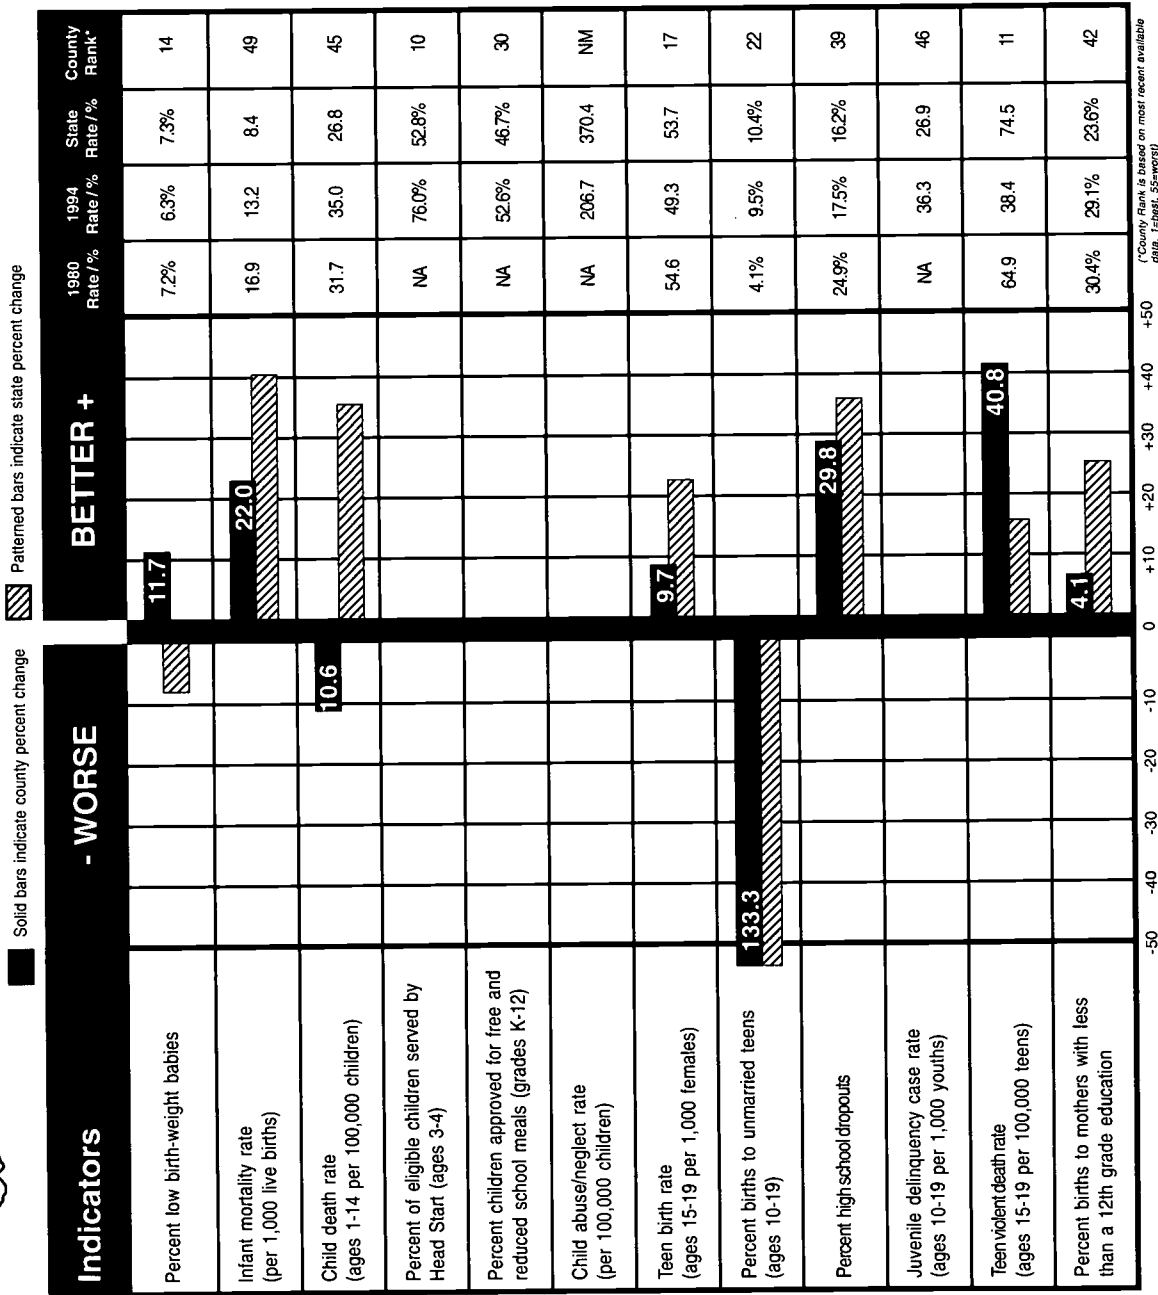 Solid bars indicate county percent change
Patterned bars indicate state percent change
Indicators - WORSE BETTER + 1980 Rate / % 1994 Rate / % State Rate / % County Rank*
Percent low birth-weight babies 11.7 7.2% 6.3% 7.3% 14
Infant mortality rate
(per 1,000 live births) 22.0 16.9 13.2 8.4 49
Child death rate
(ages 1-14 per 100,000 children) 10.6 31.7 35.0 26.8 45
Percent of eligible children served by
Head Start (ages 3-4) NA 76.0% 52.8% 10
Percent children approved for free and
reduced school meals (grades K-12) NA 52.6% 46.7% 30
Child abuse/neglect rate
(per 100,000 children) NA 206.7 370.4 NM
Teen birth rate
(ages 15-19 per 1,000 females) 9.7 54.6 49.3 53.7 17
Percent births to unmarried teens
(ages 10-19) 133.3 4.1% 9.5% 10.4% 22
Percent high school dropouts 29.8 24.9% 17.5% 16.2% 39
Juvenile delinquency case rate
(ages 10-19 per 1,000 youths) NA 36.3 26.9 46
Teen violent death rate
(ages 15-19 per 100,000 teens) 40.8 64.9 38.4 74.5 11
Percent births to mothers with less
than a 12th grade education 4.1 30.4% 29.1% 23.6% 42
-50 -40 -30 -20 -10 0 +10 +20 +30 +40 +50
(*County Rank is based on most recent available
data. 1=best, 55=worst)